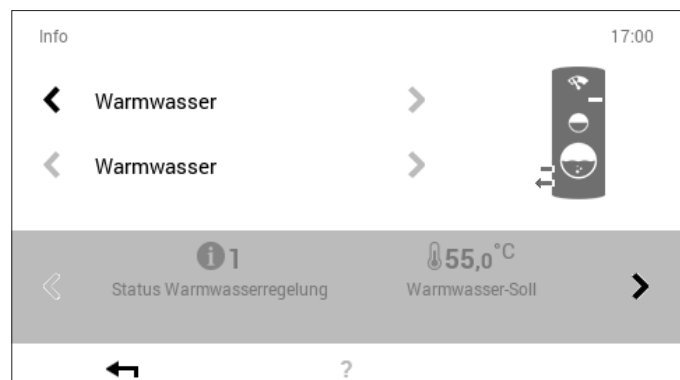 Info 17:00
Warmwasser
Warmwasser
1 55,0°C
Status Warmwasserregelung Warmwasser-Soll
?